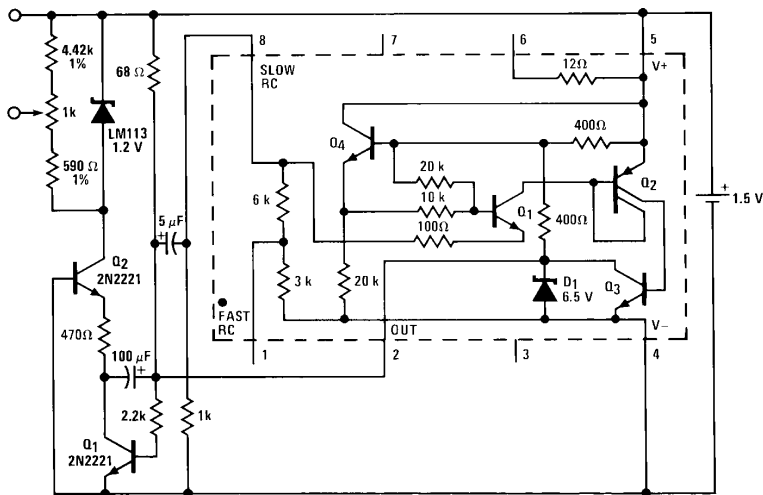 8
7
6
5
4.42k
1%
68 Ω
SLOW
RC
12Ω
V+
1k
LM113
1.2 V
Q4
400Ω
590 Ω
1%
20 k
10 k
100Ω
Q1
Q2
6 k
400Ω
+
1.5 V
5 µF
+
Q2
2N2221
3 k
20 k
D1
6.5 V
Q3
FAST
RC
OUT
V−
470Ω
100 µF
+
1
2
3
4
2.2k
1k
Q1
2N2221